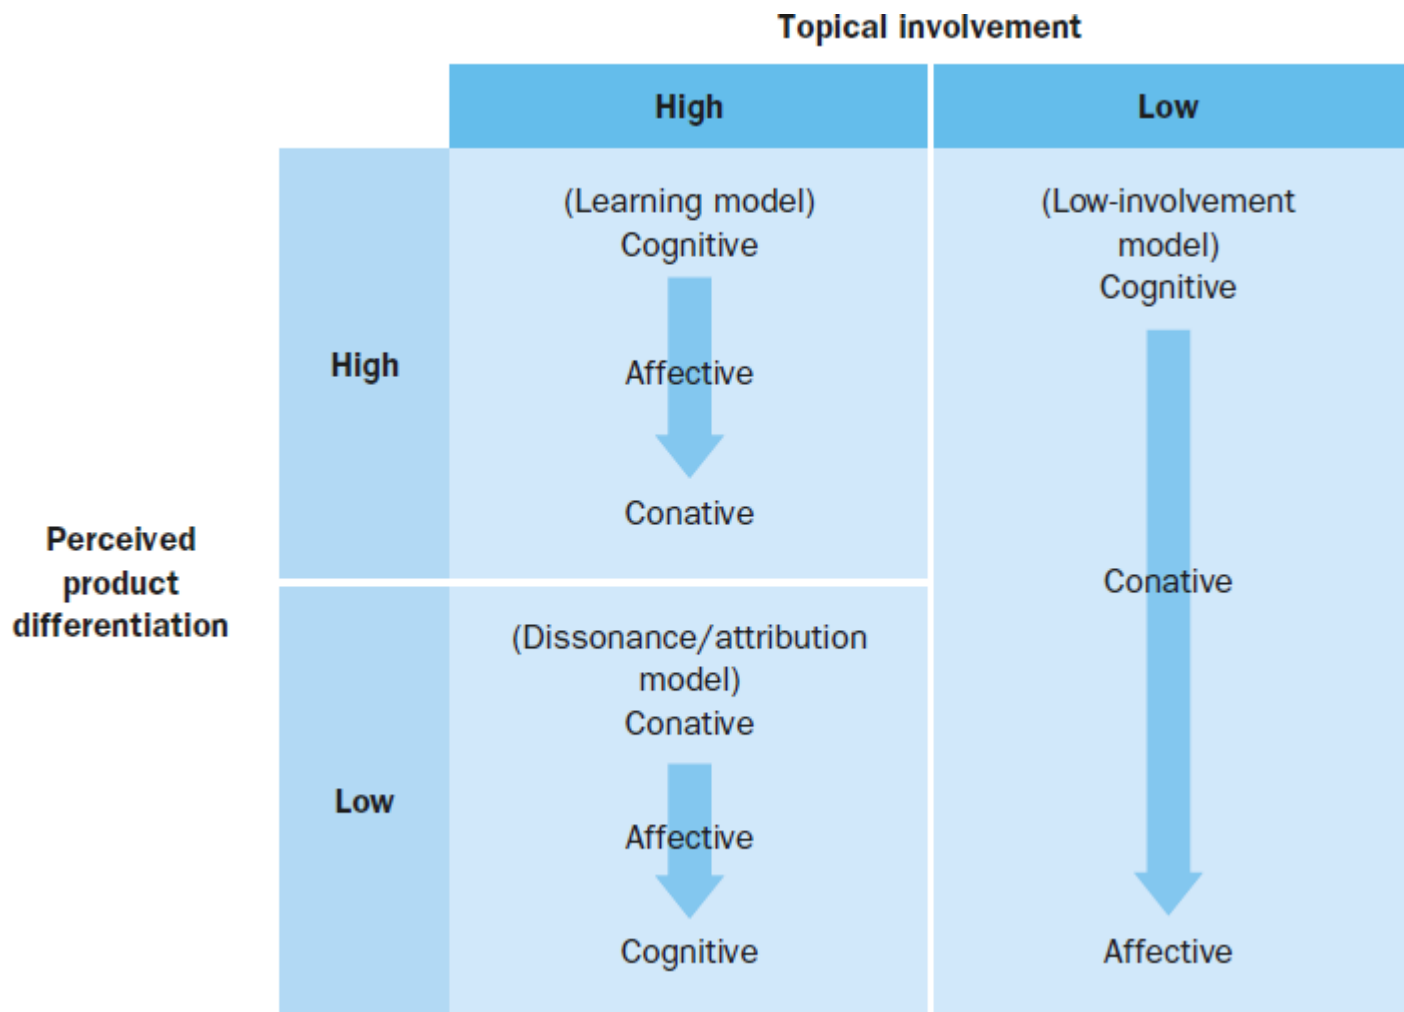 Topical involvement
High
Low
Perceived
product
differentiation
High
(Learning model)
Cognitive
Affective
Conative
(Low-involvement
model)
Cognitive
Conative
Affective
Low
(Dissonance/attribution
model)
Conative
Affective
Cognitive